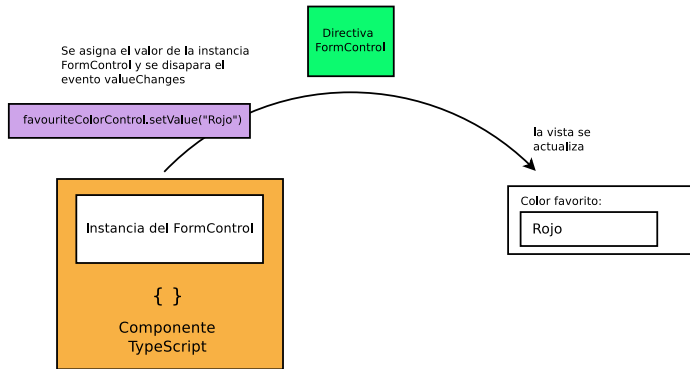 Directiva
FormControl
Se asigna el valor de la instancia
FormControl y se disapara el
evento valueChanges
favouriteColorControl.setValue("Rojo")
la vista se
actualiza
Instancia del FormControl
{ }
Componente
TypeScript
Color favorito:
Rojo